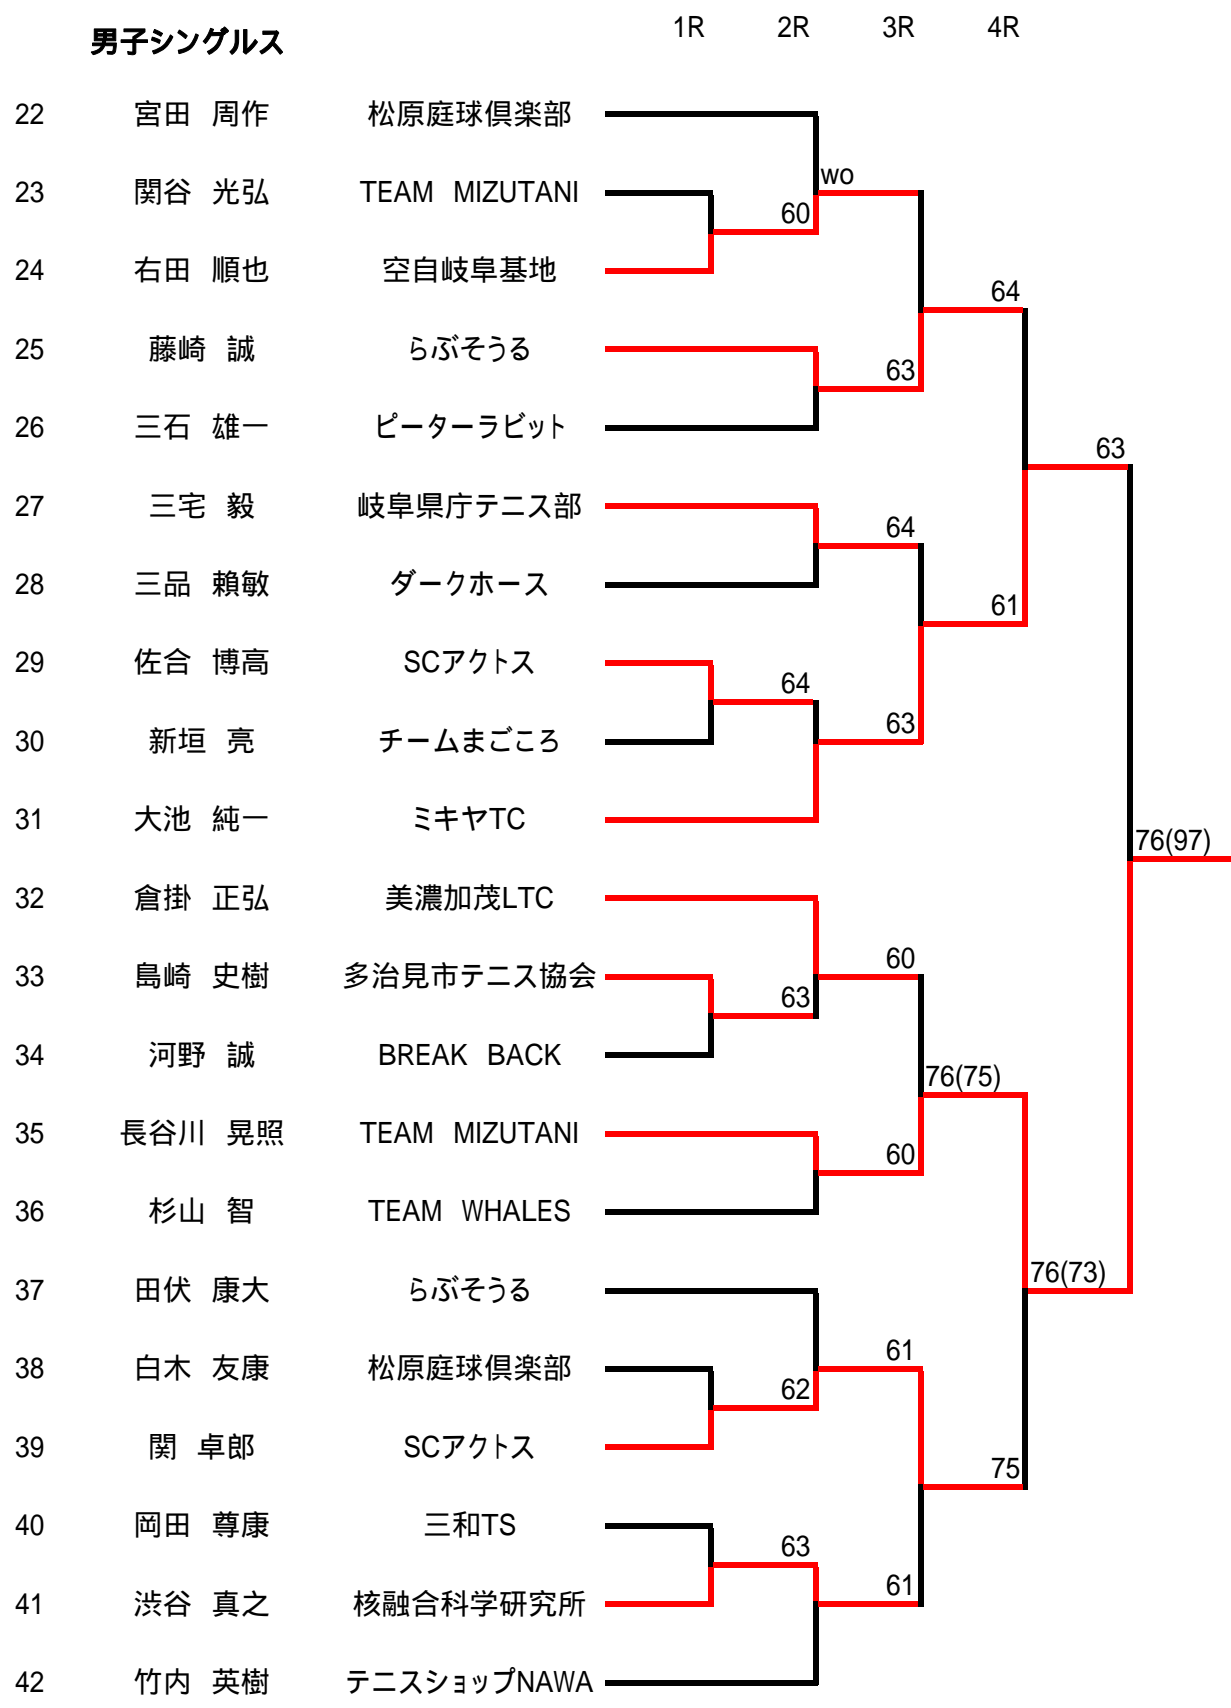 男子シングルス 1R 2R 3R 4R
22 宮田 周作 松原庭球倶楽部
wo
23 関谷 光弘 TEAM MIZUTANI
60
24 右田 順也 空自岐阜基地
64
25 藤崎 誠 らぶそうる
63
26 三石 雄一 ピーターラビット
63
27 三宅 毅 岐阜県庁テニス部
64
28 三品 頼敏 ダークホース
61
29 佐合 博高 SCアクトス
64
30 新垣 亮 チームまごころ
63
31 大池 純一 ミキヤTC
76(97)
32 倉掛 正弘 美濃加茂LTC
60
33 島崎 史樹 多治見市テニス協会
63
34 河野 誠 BREAK BACK
76(75)
35 長谷川 晃照 TEAM MIZUTANI
60
36 杉山 智 TEAM WHALES
76(73)
37 田伏 康大 らぶそうる
61
38 白木 友康 松原庭球倶楽部
62
39 関 卓郎 SCアクトス
75
40 岡田 尊康 三和TS
63
61
41 渋谷 真之 核融合科学研究所
42 竹内 英樹 テニスショップNAWA